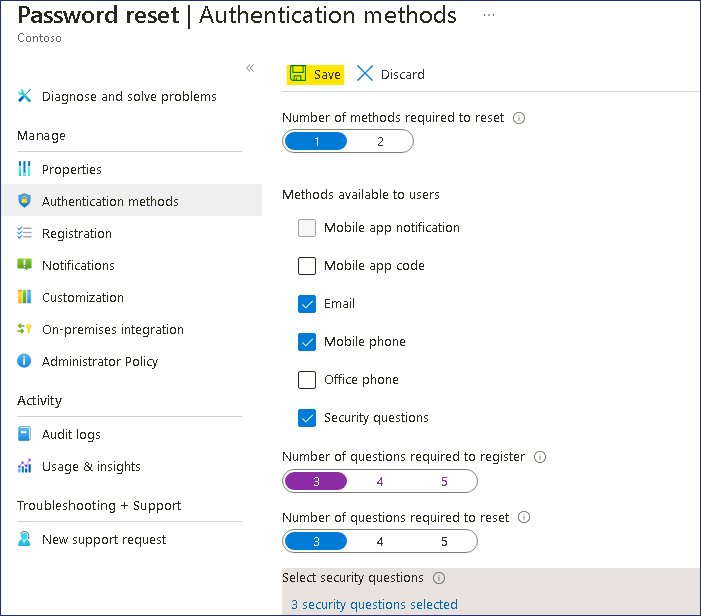 Password reset | Authentication methods ...
Contoso
«
Diagnose and solve problems
Manage
Properties
Authentication methods
Registration
Notifications
Customization
On-premises integration
Administrator Policy
Activity
Audit logs
Usage & insights
Troubleshooting + Support
New support request
Save Discard
Number of methods required to reset
1 2
Methods available to users
Mobile app notification
Mobile app code
Email
Mobile phone
Office phone
Security questions
Number of questions required to register
3 4 5
Number of questions required to reset
3 4 5
Select security questions
3 security questions selected